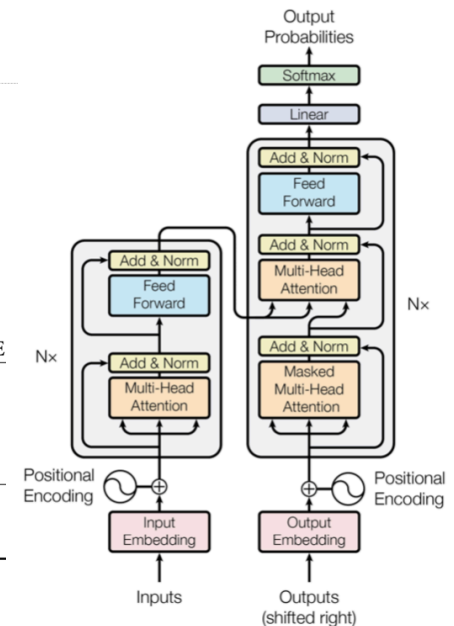 Output
Probabilities
Softmax
Linear
Add & Norm
Feed
Forward
Add & Norm
Multi-Head
Attention
Add & Norm
Masked
Multi-Head
Attention
Nx
Add & Norm
Feed
Forward
Add & Norm
Multi-Head
Attention
Nx
E
Positional
Encoding
Input
Embedding
Inputs
Positional
Encoding
Output
Embedding
Outputs
(shifted right)